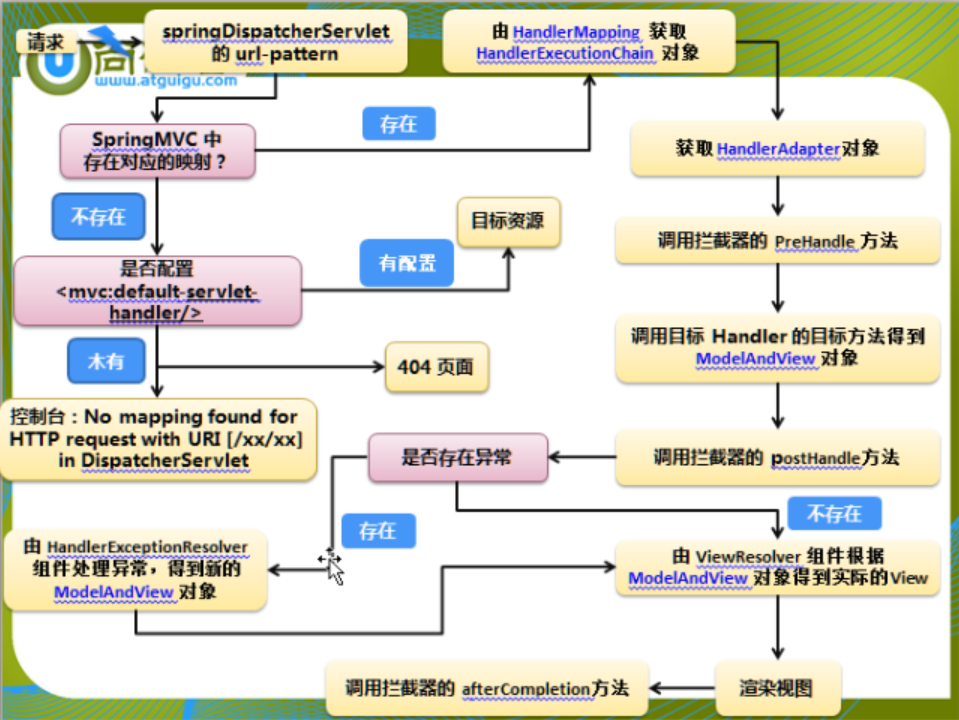 请求
springDispatcherServlet
的 url-pattern
由 HandlerMapping 获取
HandlerExecutionChain 对象
www.atguigu.com
SpringMVC 中
存在对应的映射？
存在
获取 HandlerAdapter对象
不存在
目标资源
调用拦截器的 PreHandle 方法
是否配置
<mvc:default-servlet-
handler/>
有配置
调用目标 Handler 的目标方法得到
ModelAndView 对象
木有
404 页面
控制台：No mapping found for
HTTP request with URI [/xx/xx]
in DispatcherServlet
是否存在异常
调用拦截器的 postHandle方法
存在
不存在
由 HandlerExceptionResolver
组件处理异常，得到新的
ModelAndView 对象
由 ViewResolver 组件根据
ModelAndView 对象得到实际的View
调用拦截器的 afterCompletion方法
渲染视图